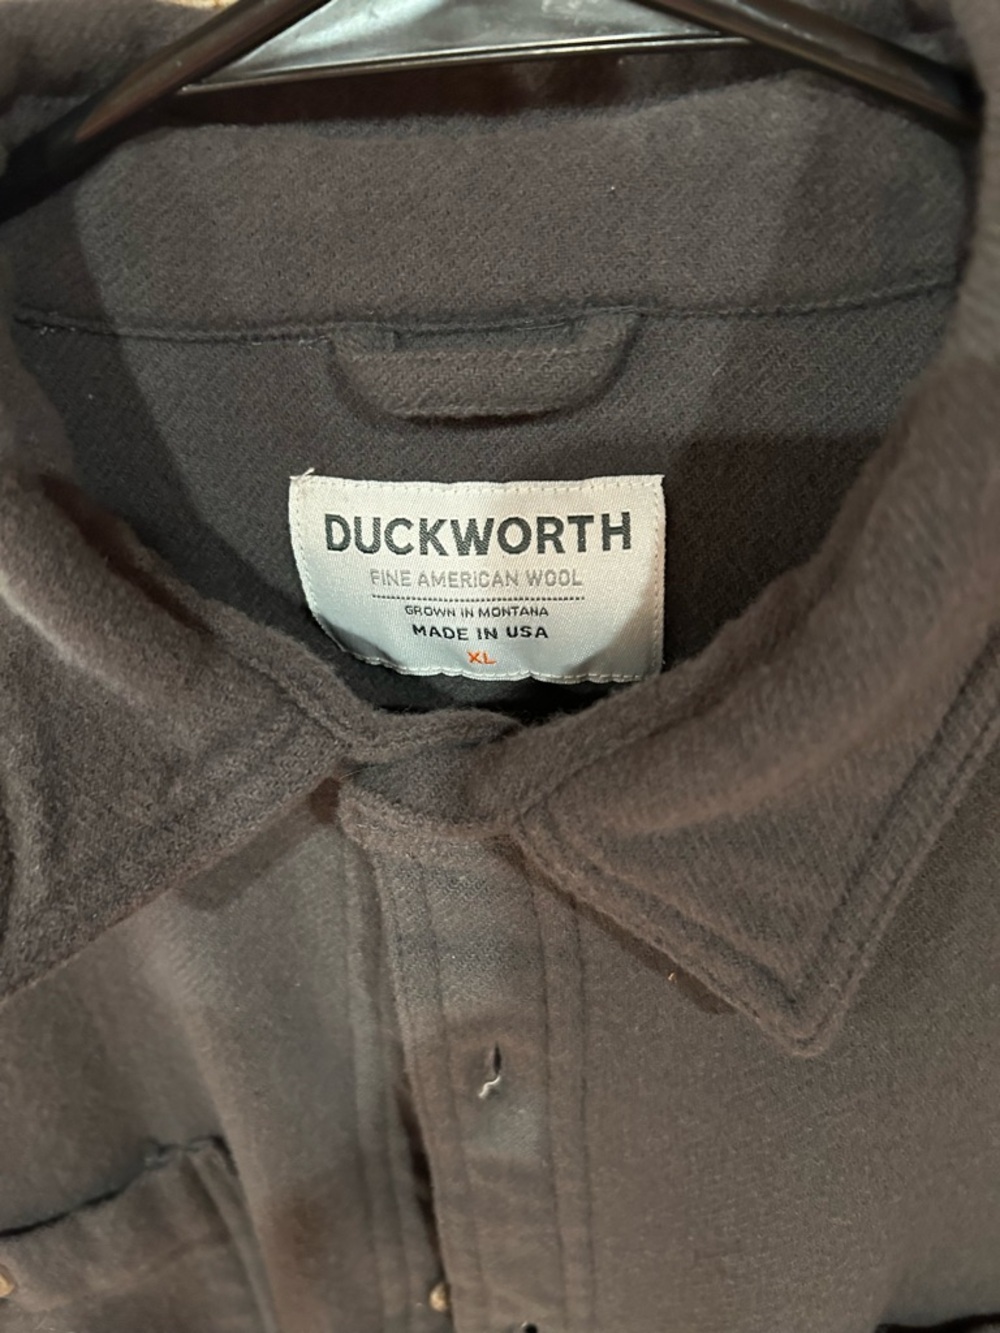 DUCKWORTH
FINE AMERICAN WOOL
GROWN IN MONTANA
MADE IN USA
XL